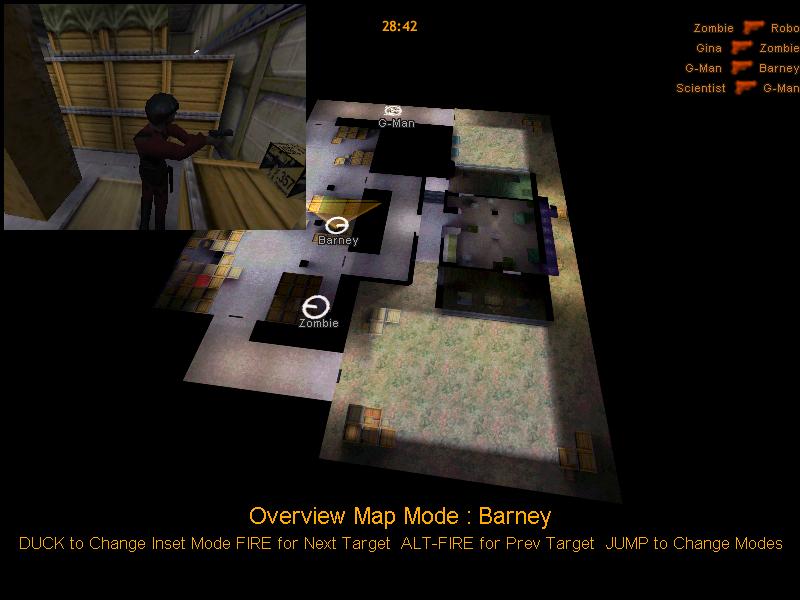 28:42
Zombie Robo
Gina Zombie
G-Man Barney
Scientist G-Man
G-Man
Barney
Zombie
.357
Overview Map Mode : Barney
DUCK to Change Inset Mode FIRE for Next Target ALT-FIRE for Prev Target JUMP to Change Modes